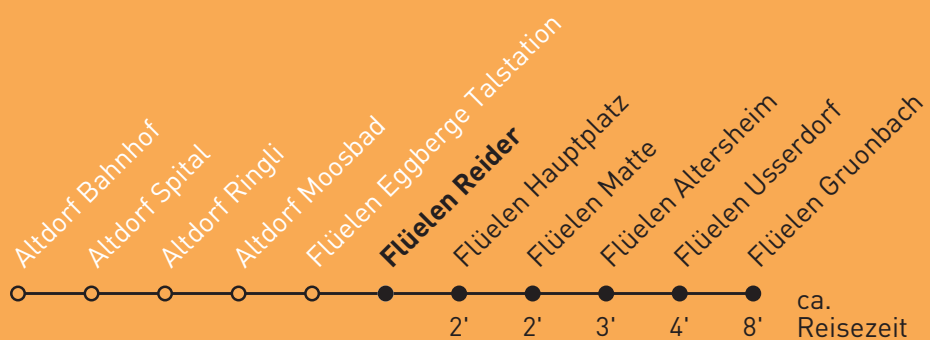 Altdorf Bahnhof
Altdorf Spital
Altdorf Ringli
Altdorf Moosbad
Flüelen Eggberge Talstation
Flüelen Reider
Flüelen Hauptplatz
Flüelen Matte
Flüelen Altersheim
Flüelen Usserdorf
Flüelen Gruonbach
2' 2' 3' 4' 8'
ca.
Reisezeit